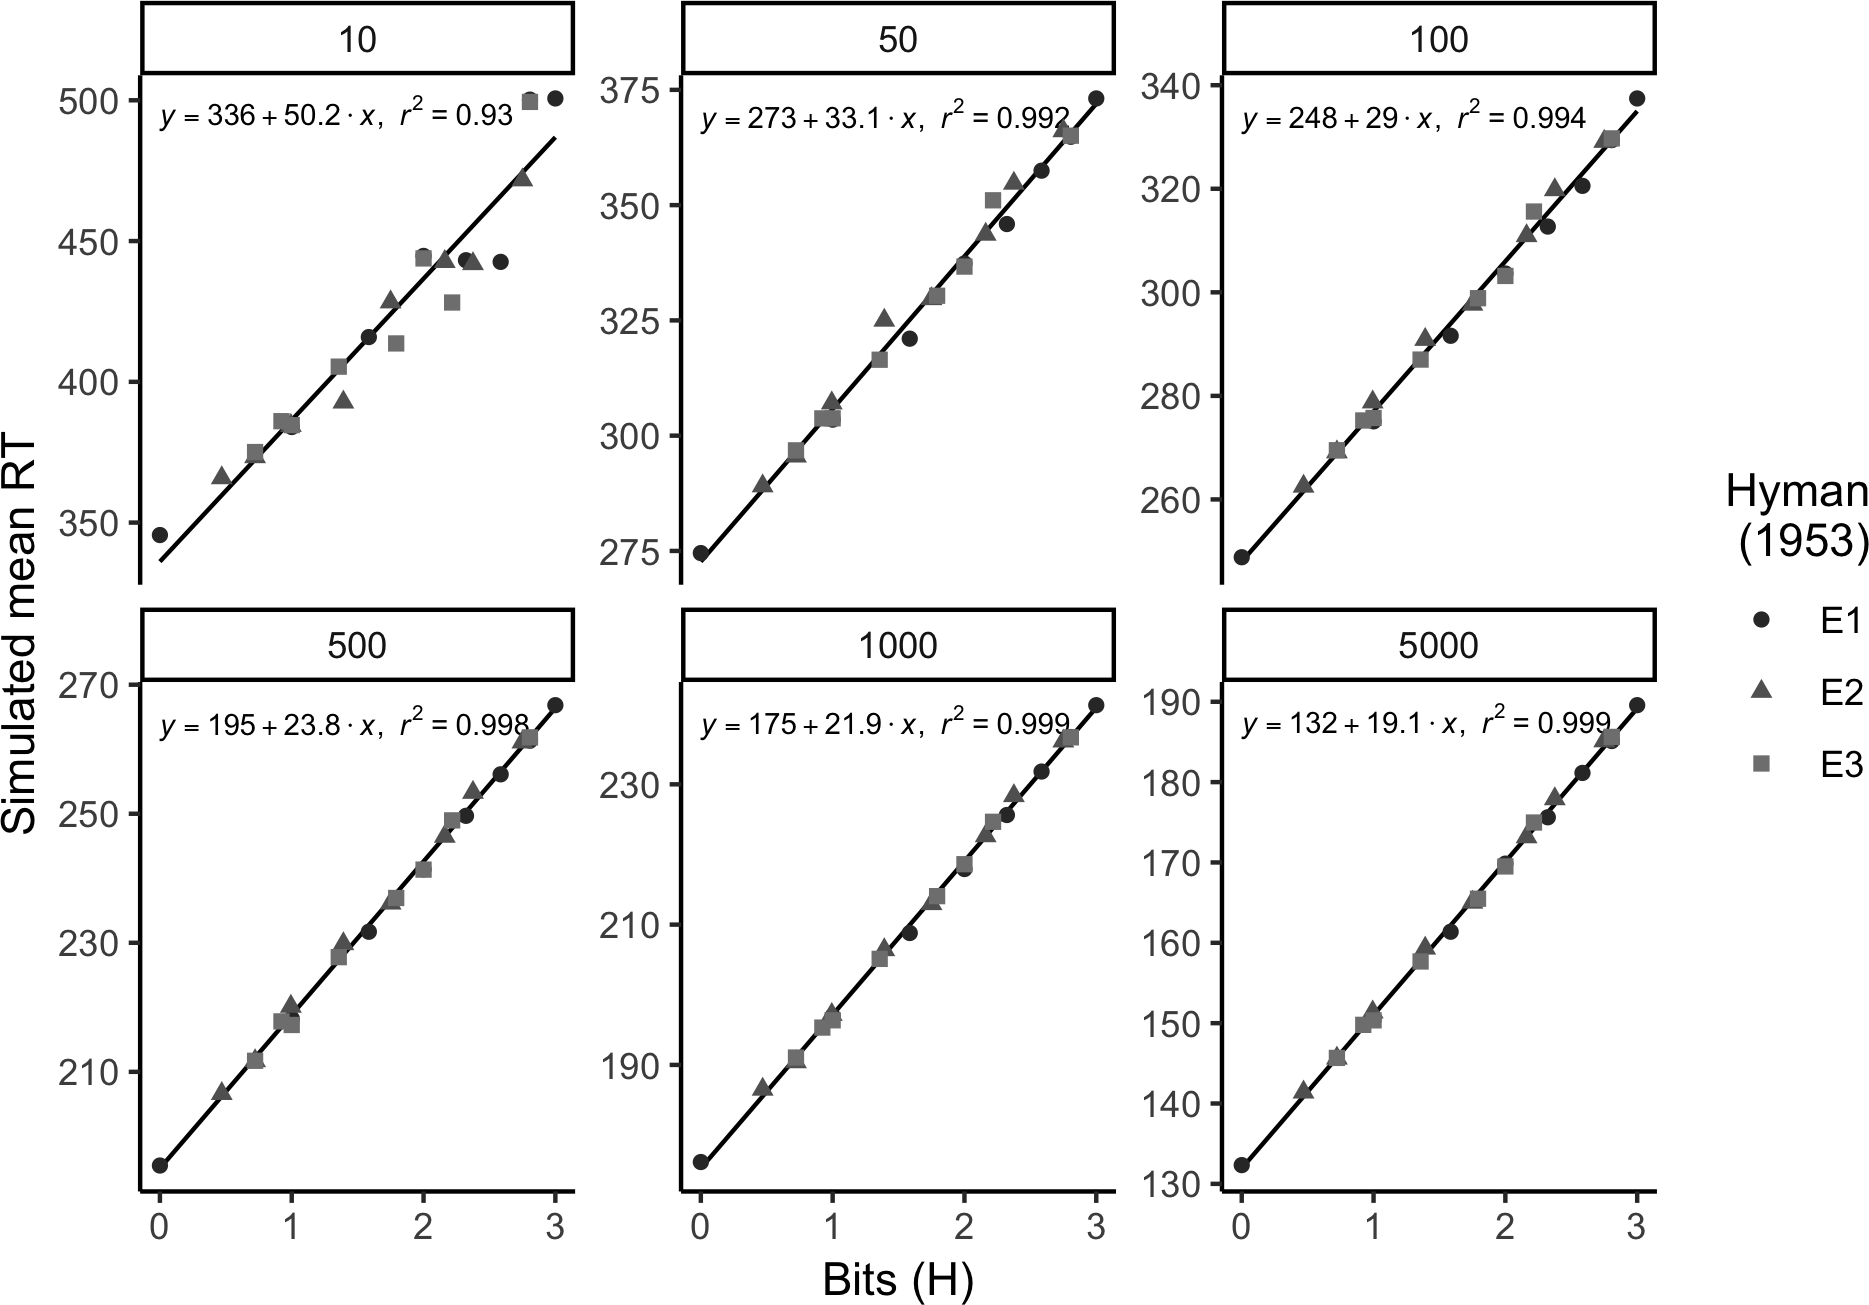 10
50
100
y = 336 + 50.2 · x, r² = 0.93
y = 273 + 33.1 · x, r² = 0.992
y = 248 + 29 · x, r² = 0.994
500
450
400
350
375
350
325
300
275
340
320
300
280
260
500
1000
5000
y = 195 + 23.8 · x, r² = 0.998
y = 175 + 21.9 · x, r² = 0.999
y = 132 + 19.1 · x, r² = 0.999
270
250
230
210
230
210
190
190
180
170
160
150
140
130
0 1 2 3
0 1 2 3
0 1 2 3
Simulated mean RT
Bits (H)
Hyman
(1953)
E1
E2
E3